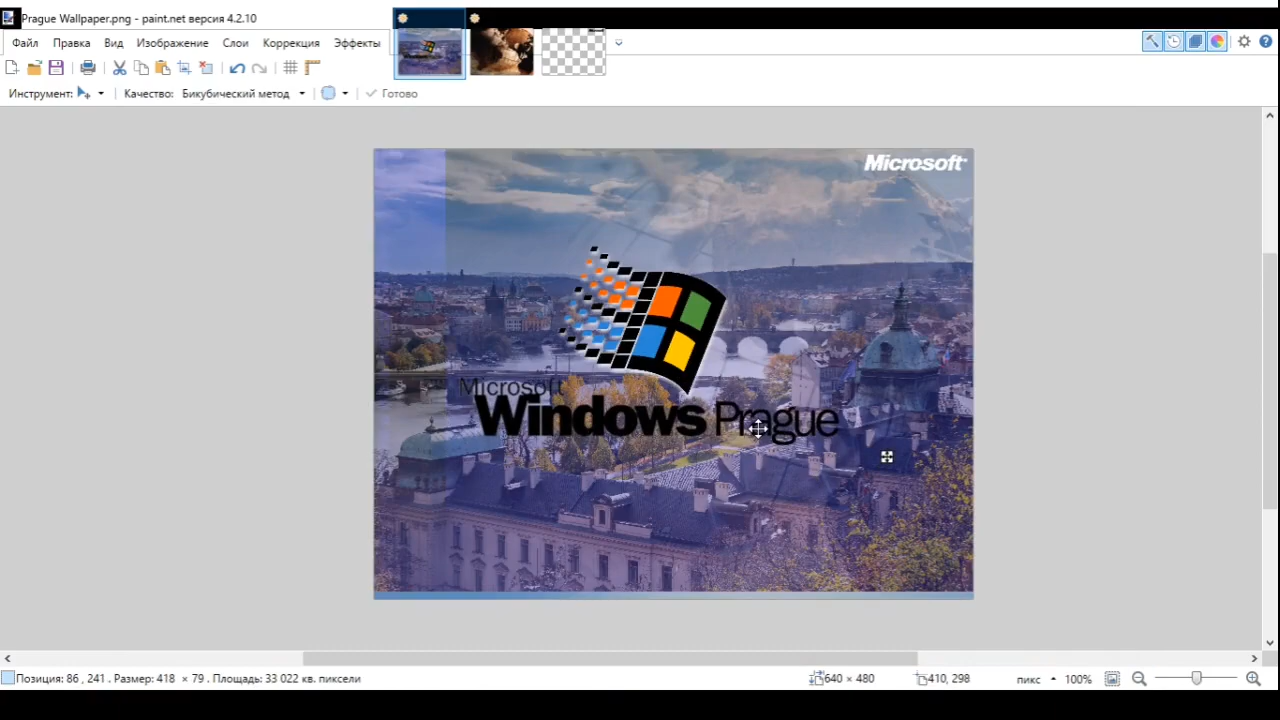 Prague Wallpaper.png - paint.net версия 4.2.10
Файл Правка Вид Изображение Слои Коррекция Эффекты
Инструмент: Качество: Бикубический метод Готово
Microsoft
Microsoft
Windows Prague
Позиция: 86 , 241 . Размер: 418 × 79 . Площадь: 33 022 кв. пиксели 640 × 480 410, 298 пикс 100%